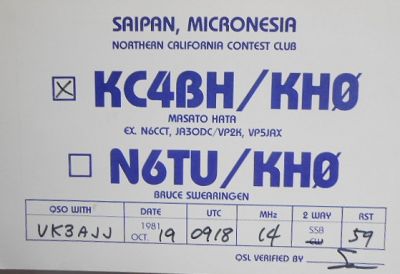 SAIPAN, MICRONESIA
NORTHERN CALIFORNIA CONTEST CLUB
KC4BH/KHØ
MASATO HATA
EX. N6CCT, JA3ODC/VP2K, VP5JAX
N6TU/KHØ
BRUCE SWEARINGEN
QSO WITH DATE UTC MHz 2 WAY RST
VK3AJJ 1981 OCT. 19 0918 14 SSB CW 59
QSL VERIFIED BY